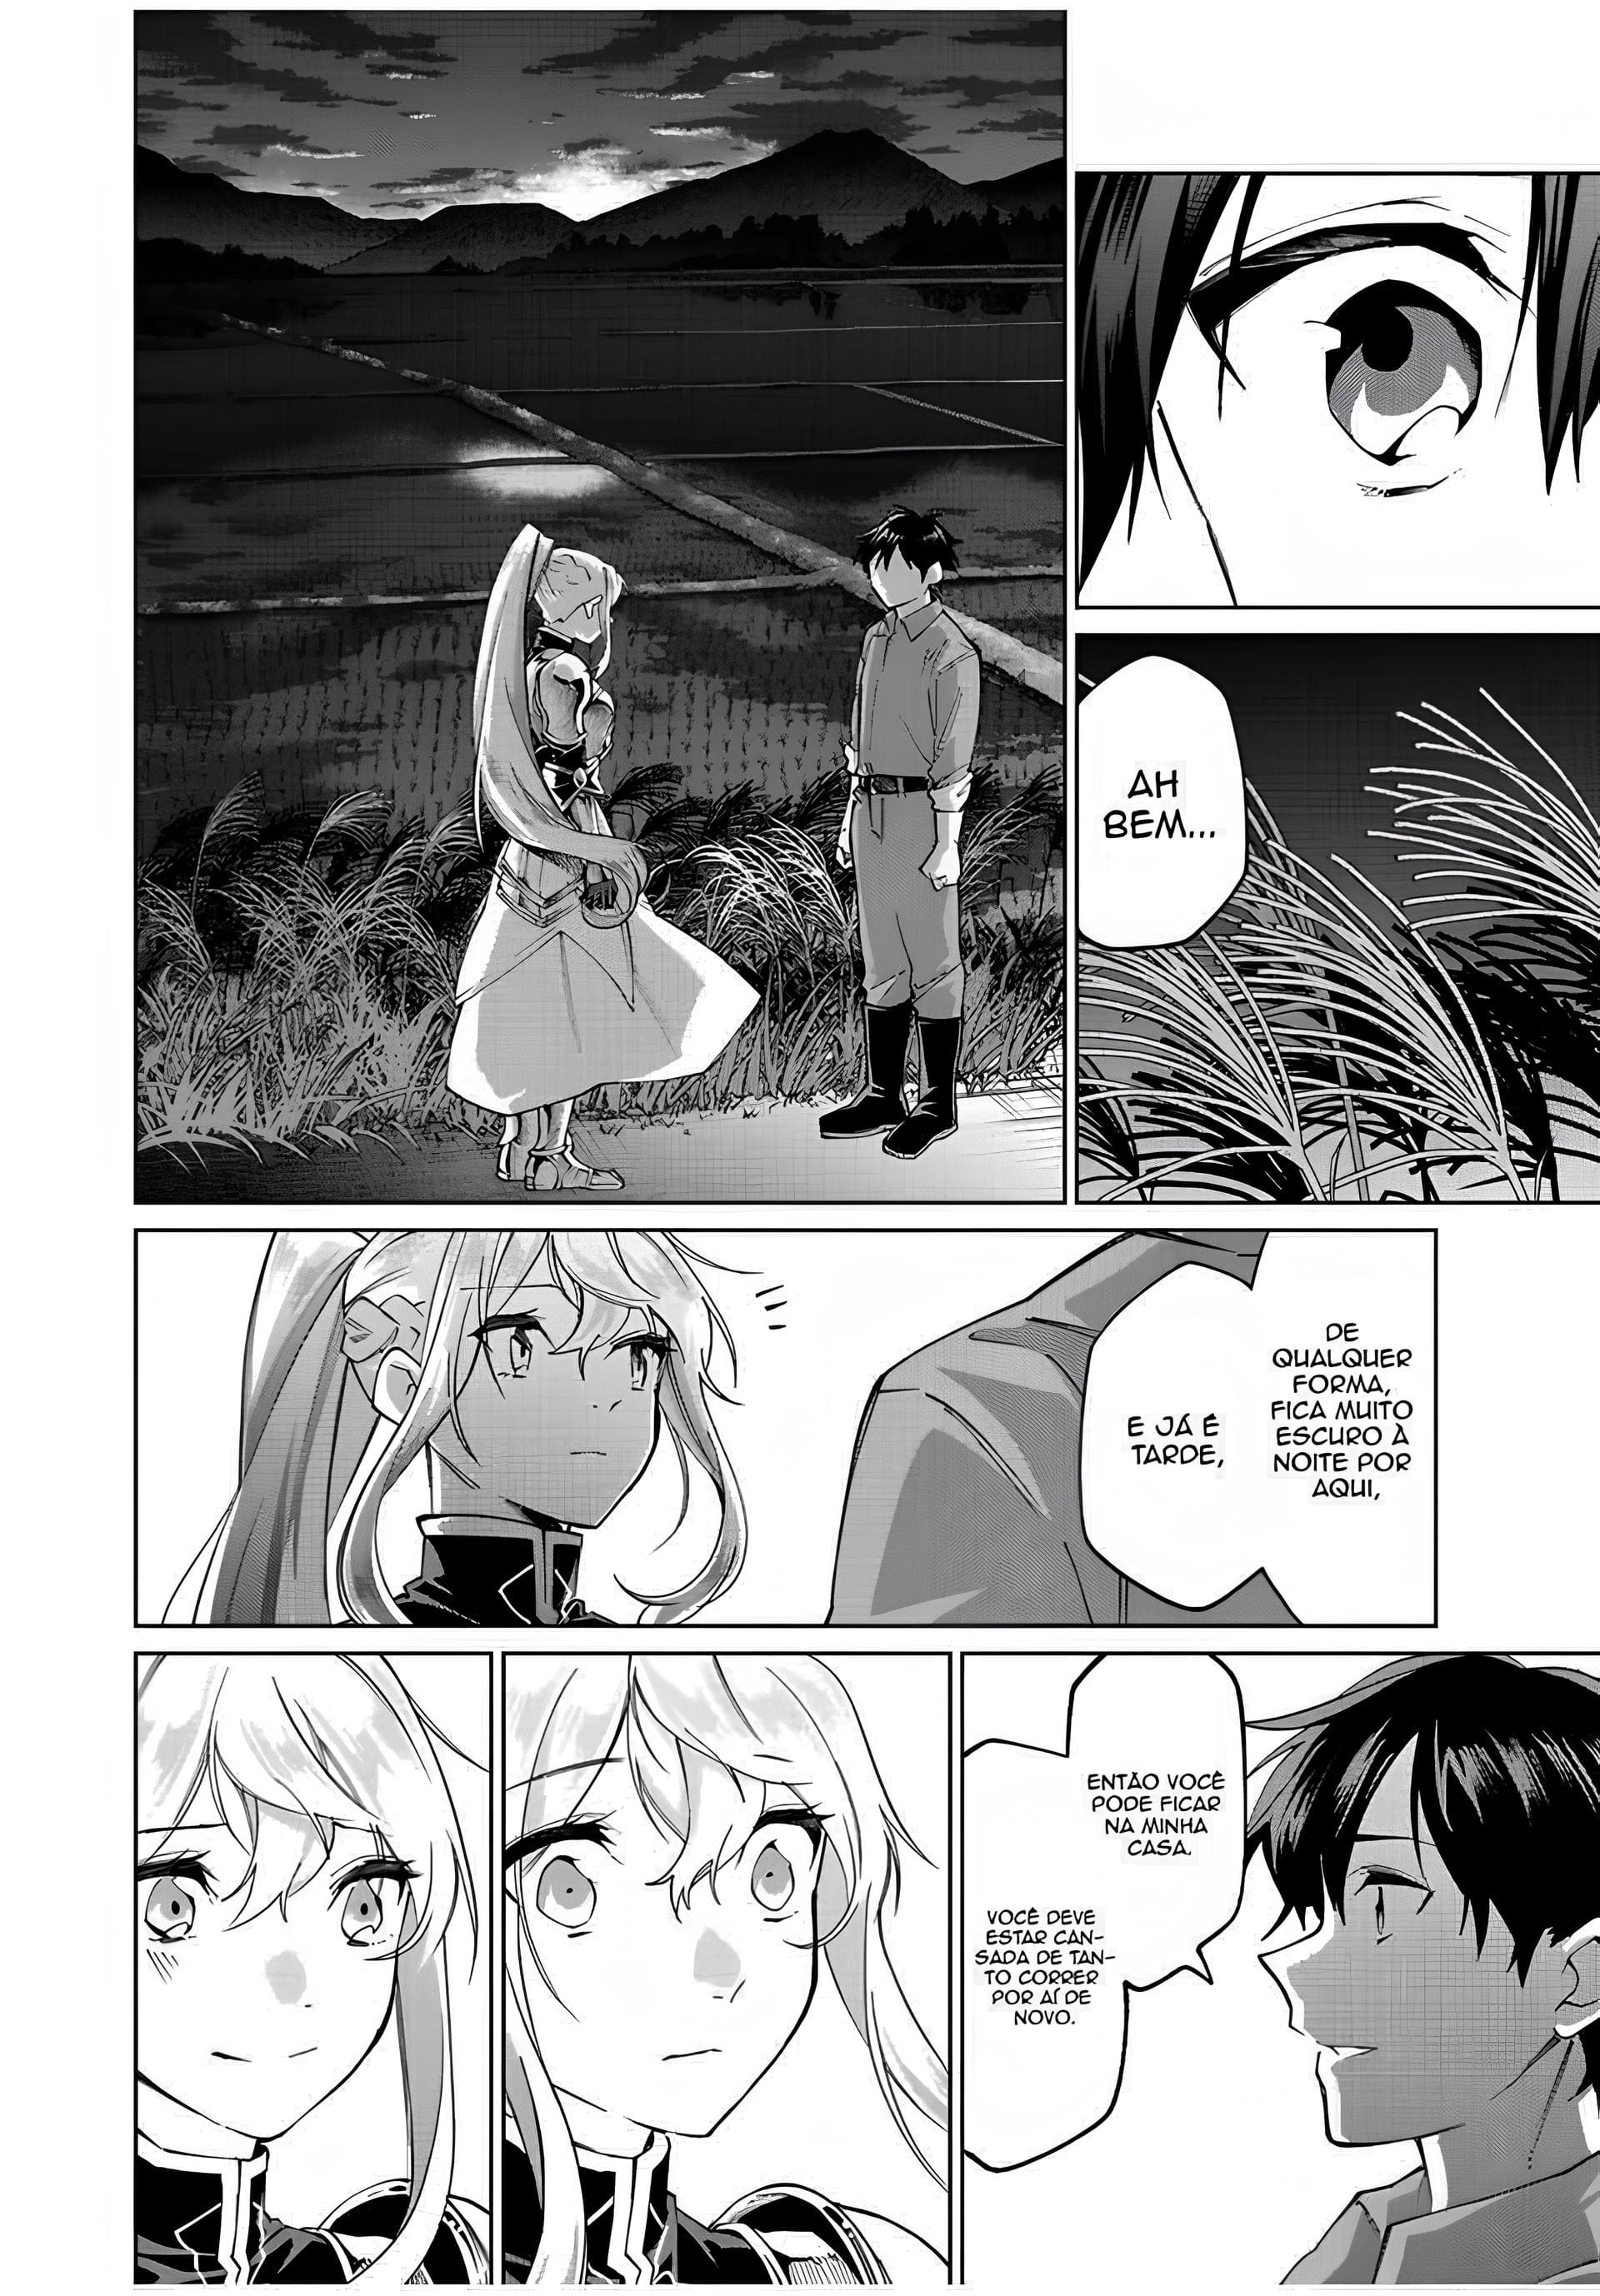 AH
BEM...
DE
QUALQUER
FORMA,
FICA MUITO
ESCURO À
NOITE POR
AQUI,
E JÁ É
TARDE,
ENTÃO VOCÊ
PODE FICAR
NA MINHA
CASA.
VOCÊ DEVE
ESTAR CAN-
SADA DE TAN-
TO CORRER
POR AÍ DE
NOVO.